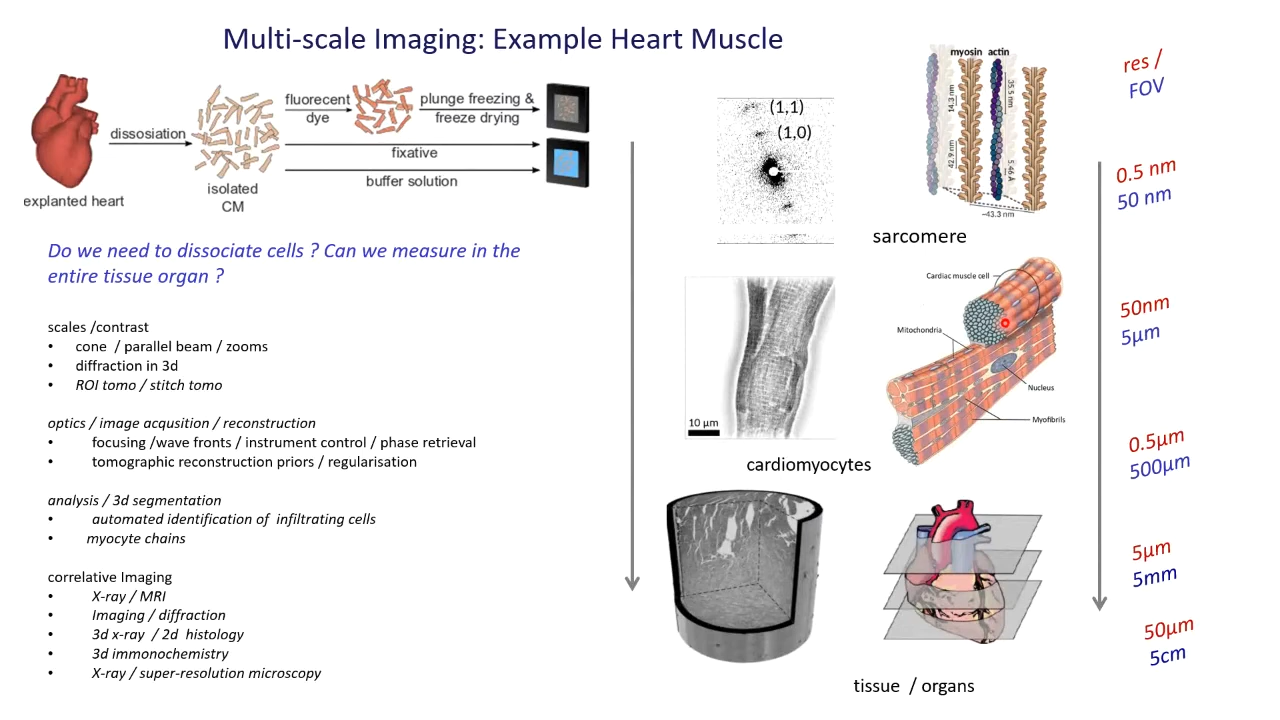 Multi-scale Imaging: Example Heart Muscle
explanted heart
dissosiation
isolated
CM
fluorecent
dye
plunge freezing &
freeze drying
fixative
buffer solution
Do we need to dissociate cells ? Can we measure in the
entire tissue organ ?
scales /contrast
• cone / parallel beam / zooms
• diffraction in 3d
• ROI tomo / stitch tomo
optics / image acqusition / reconstruction
• focusing /wave fronts / instrument control / phase retrieval
• tomographic reconstruction priors / regularisation
analysis / 3d segmentation
• automated identification of infiltrating cells
• myocyte chains
correlative Imaging
• X-ray / MRI
• Imaging / diffraction
• 3d x-ray / 2d histology
• 3d immonochemistry
• X-ray / super-resolution microscopy
(1,1)
(1,0)
myosin actin
14.3 nm
35.5 nm
42.9 nm
5.46 Å
~43.3 nm
sarcomere
10 µm
Cardiac muscle cell
Mitochondria
Nucleus
Myofibrils
cardiomyocytes
tissue / organs
res /
FOV
0.5 nm
50 nm
50nm
5µm
0.5µm
500µm
5µm
5mm
50µm
5cm